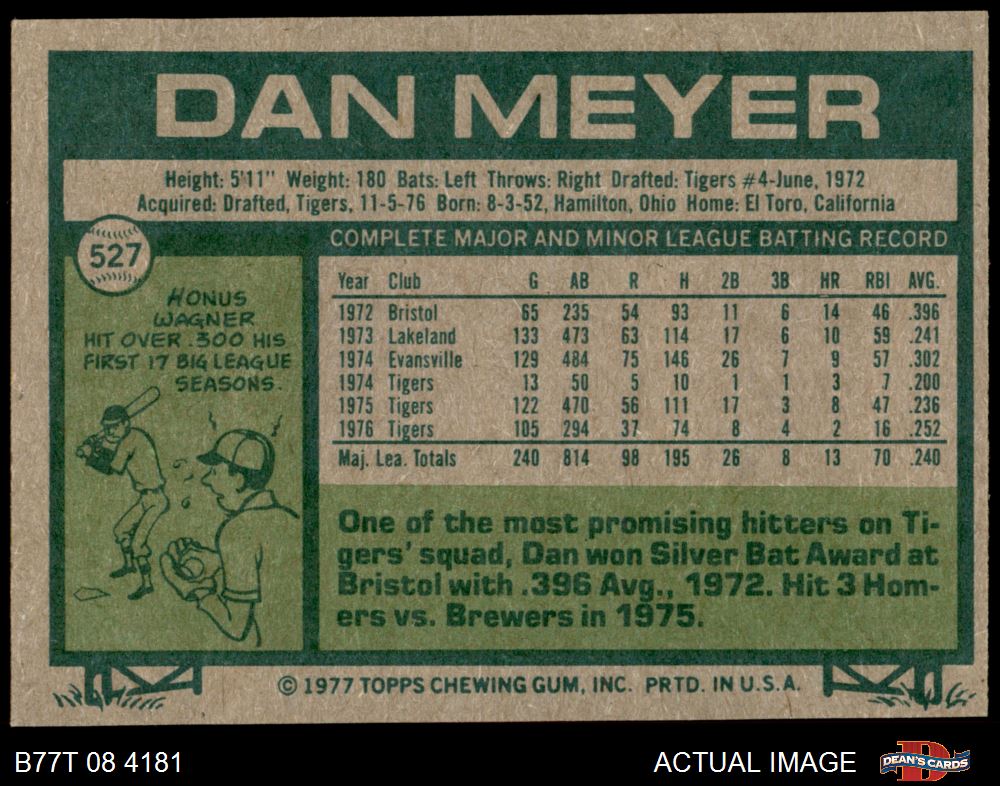 DAN MEYER
Height: 5'11" Weight: 180 Bats: Left Throws: Right Drafted: Tigers #4-June, 1972
Acquired: Drafted, Tigers, 11-5-76 Born: 8-3-52, Hamilton, Ohio Home: El Toro, California
527
HONUS
WAGNER
HIT OVER .300 HIS
FIRST 17 BIG LEAGUE
SEASONS.
COMPLETE MAJOR AND MINOR LEAGUE BATTING RECORD
Year Club G AB R H 2B 3B HR RBI AVG.
1972 Bristol 65 235 54 93 11 6 14 46 .396
1973 Lakeland 133 473 63 114 17 6 10 59 .241
1974 Evansville 129 484 75 146 26 7 9 57 .302
1974 Tigers 13 50 5 10 1 1 3 7 .200
1975 Tigers 122 470 56 111 17 3 8 47 .236
1976 Tigers 105 294 37 74 8 4 2 16 .252
Maj. Lea. Totals 240 814 98 195 26 8 13 70 .240
One of the most promising hitters on Ti-
gers' squad, Dan won Silver Bat Award at
Bristol with .396 Avg., 1972. Hit 3 Hom-
ers vs. Brewers in 1975.
© 1977 TOPPS CHEWING GUM, INC. PRTD. IN U.S.A.
B77T 08 4181
ACTUAL IMAGE
D
DEAN'S CARDS